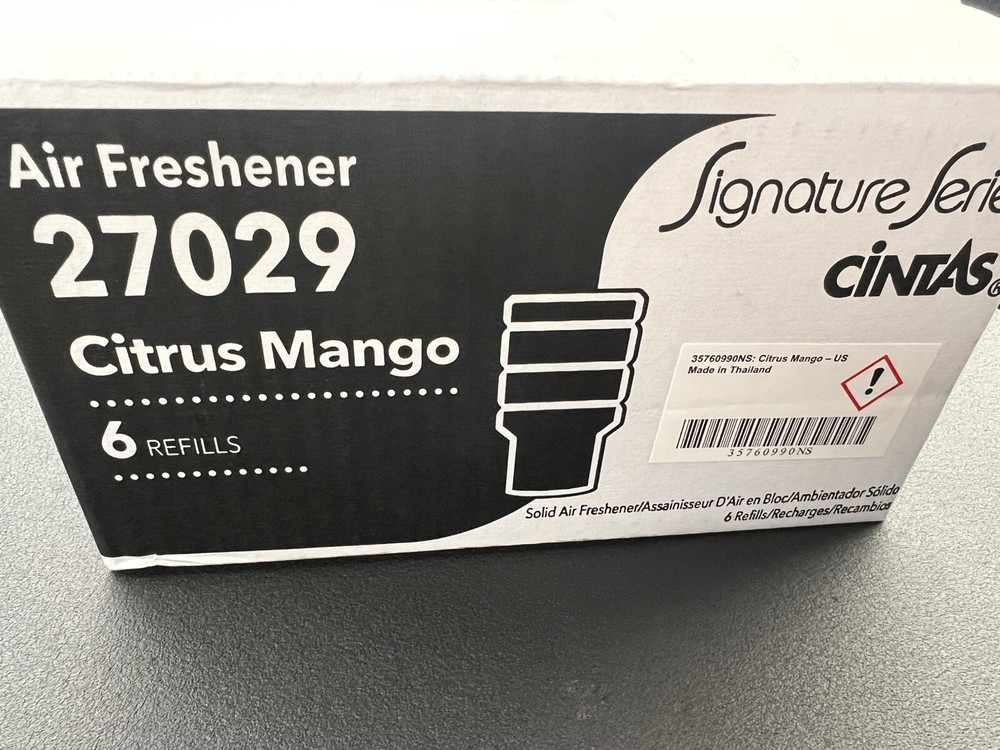 Air Freshener
27029
Citrus Mango
6 REFILLS
Signature Serie
CINTAS®
35760990NS: Citrus Mango – US
Made in Thailand
!
35760990NS
Solid Air Freshener/Assainisseur D'Air en Bloc/Ambientador Sólido
6 Refills/Recharges/Recambios